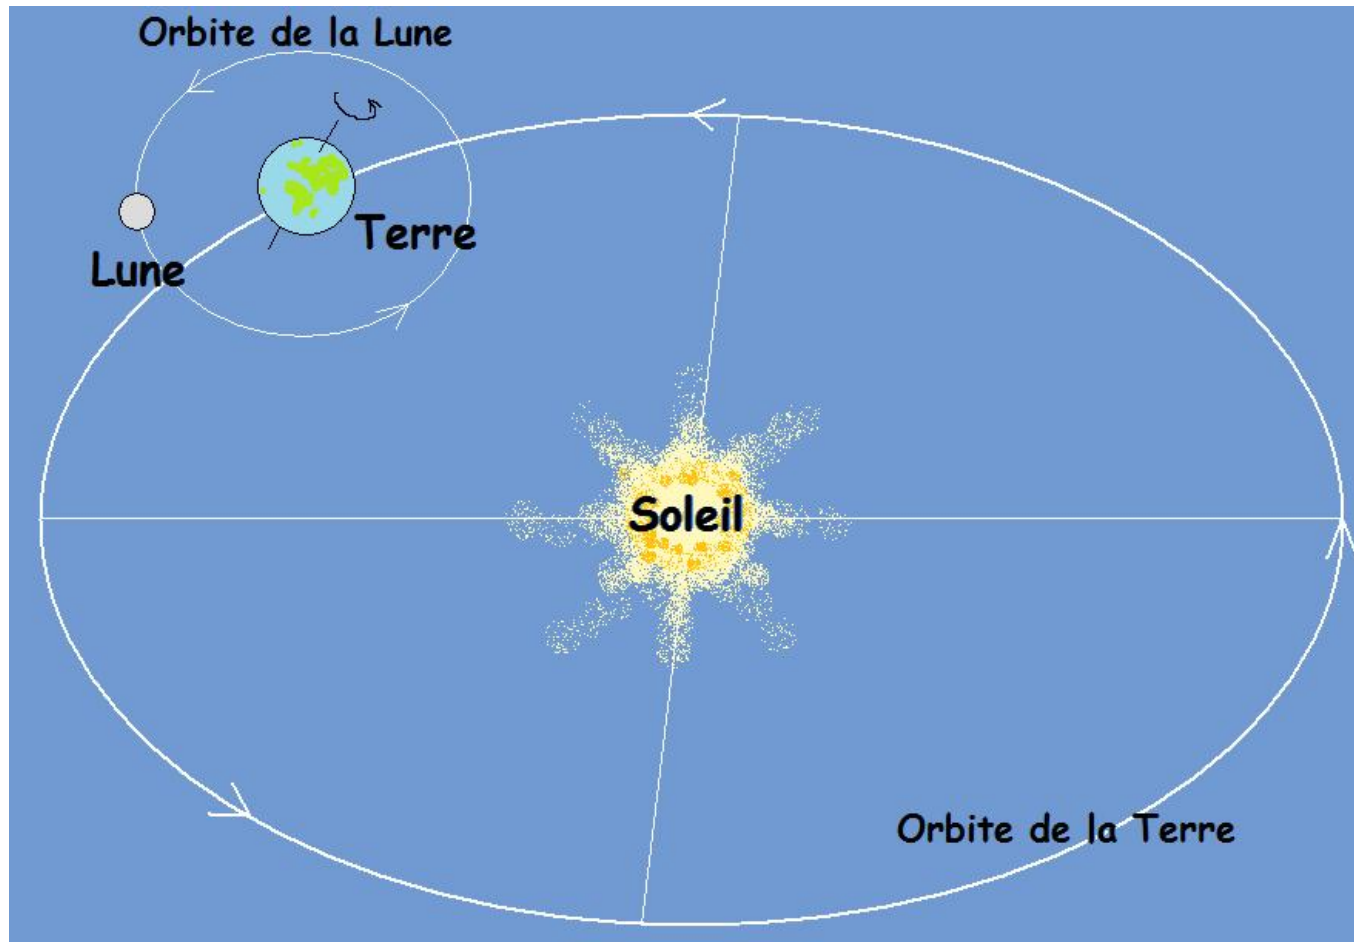 Orbite de la Lune
Terre
Lune
Soleil
Orbite de la Terre